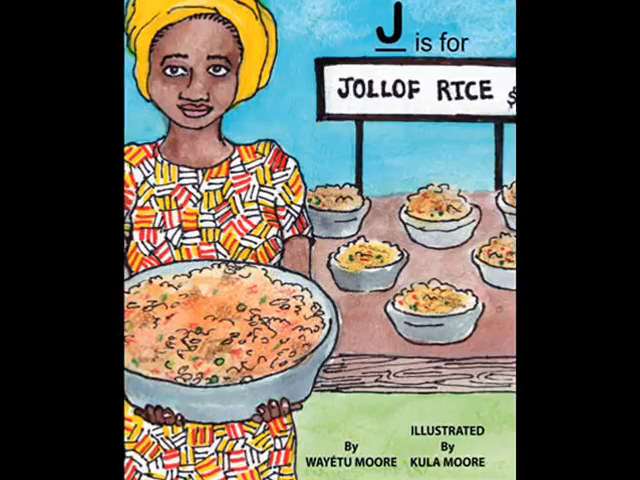 J is for
JOLLOF RICE $
By
WAYÉTU MOORE
ILLUSTRATED
By
KULA MOORE